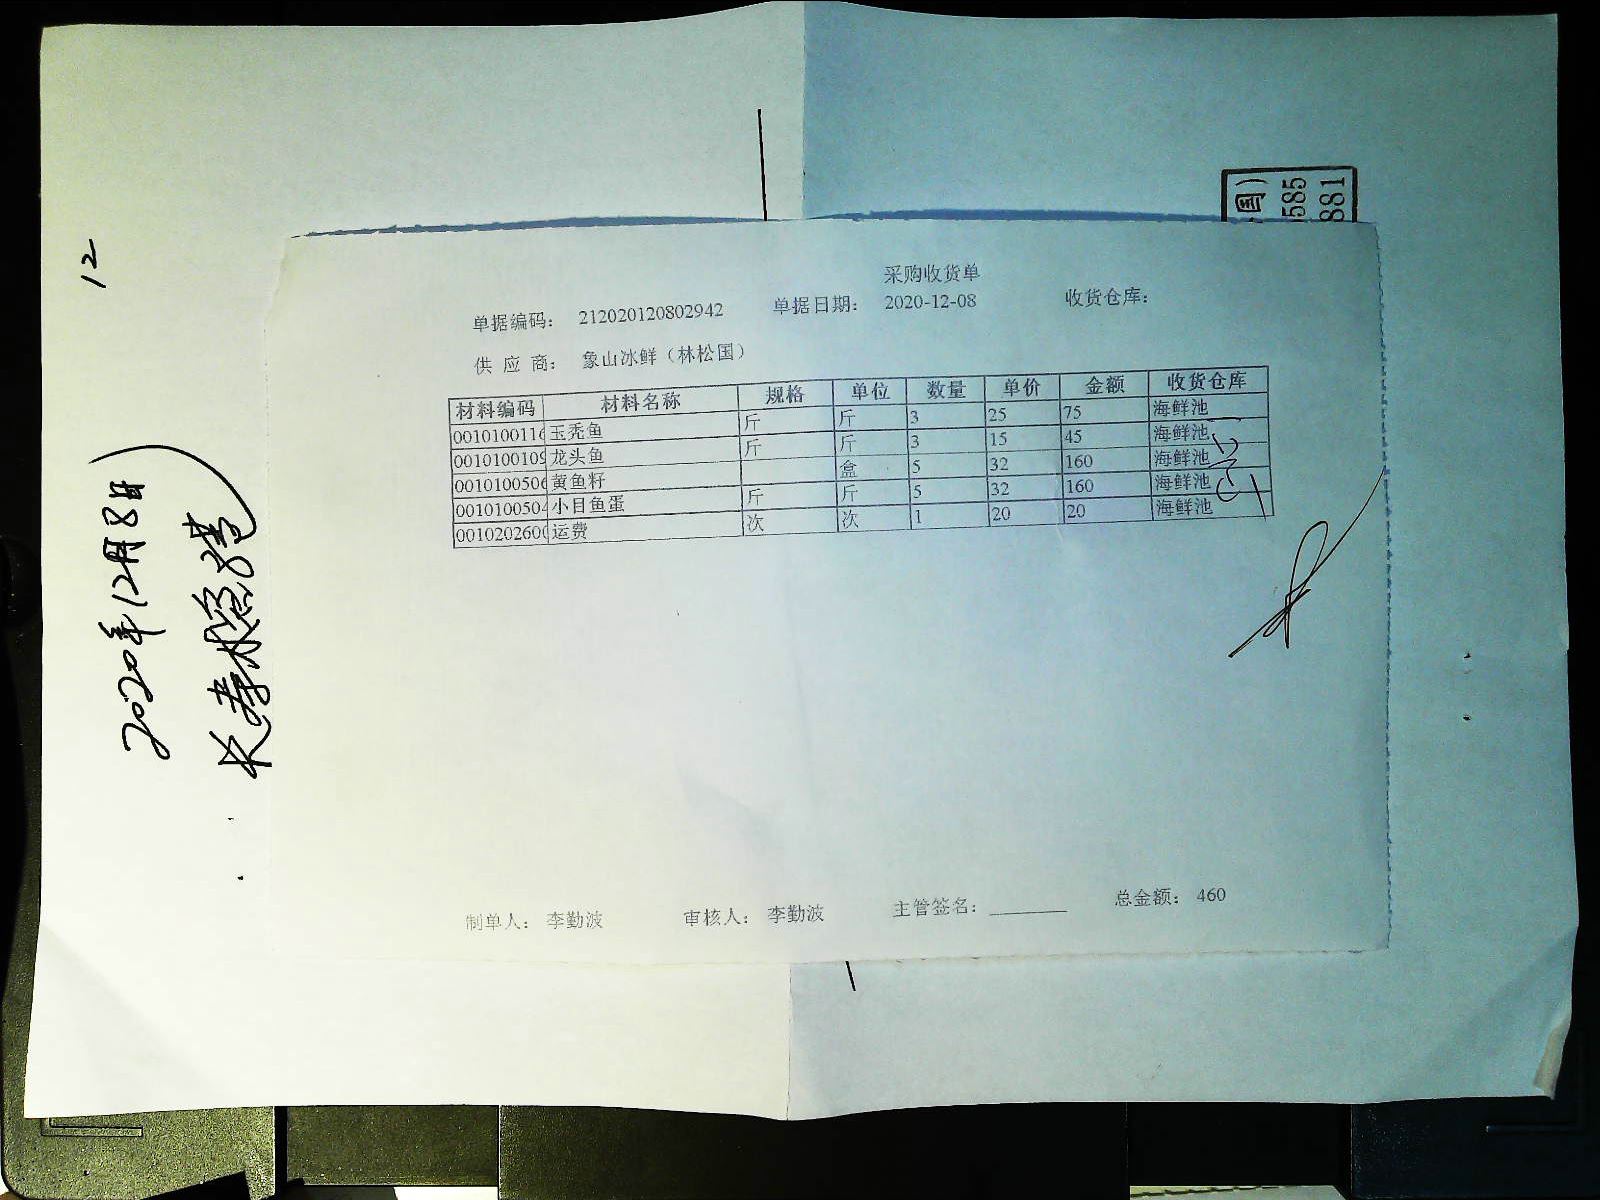 采购收货单
单据编码： 212020120802942 单据日期： 2020-12-08 收货仓库：
供 应 商： 象山冰鲜（林松国）
材料编码 材料名称 规格 单位 数量 单价 金额 收货仓库
001010011 玉秃鱼 斤 斤 3 25 75 海鲜池
001010010 龙头鱼 斤 斤 3 15 45 海鲜池
001010050 黄鱼籽 盒 5 32 160 海鲜池
001010050 小目鱼蛋 斤 斤 5 32 160 海鲜池
001020260 运费 次 次 1 20 20 海鲜池
制单人： 李勤波 审核人： 李勤波 主管签名： 总金额： 460
12
2020年12月8日
国）
585
881